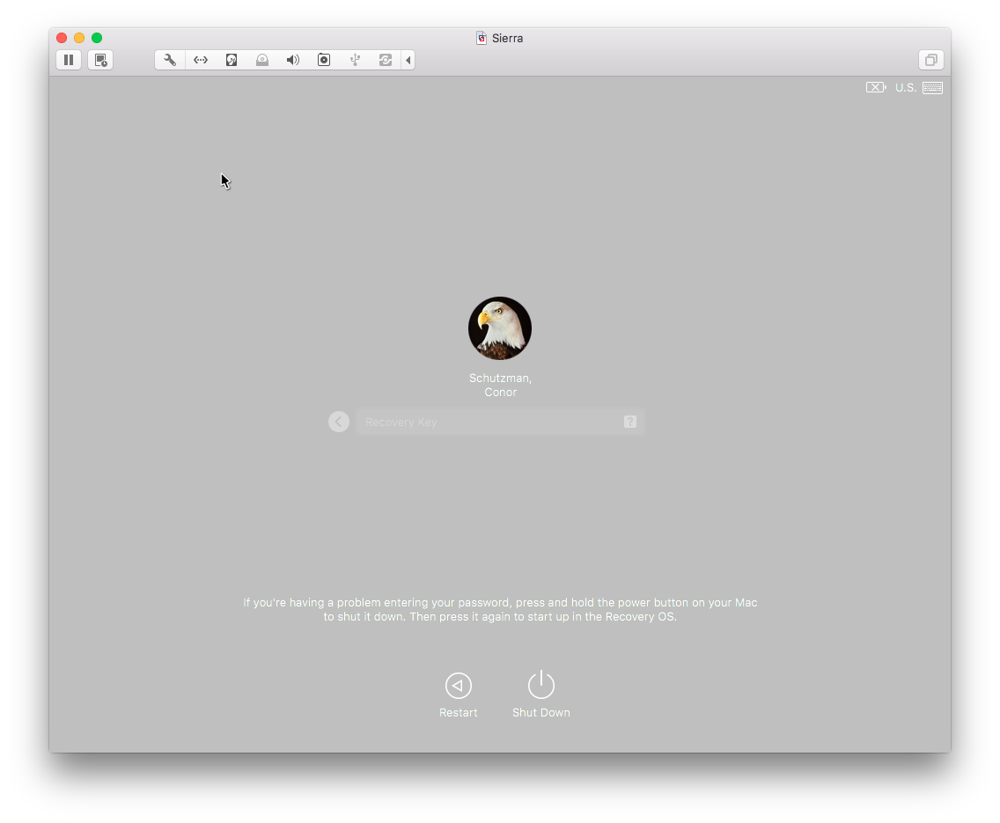 Sierra
U.S.
Schutzman,
Conor
Recovery Key
?
If you're having a problem entering your password, press and hold the power button on your Mac
to shut it down. Then press it again to start up in the Recovery OS.
Restart
Shut Down